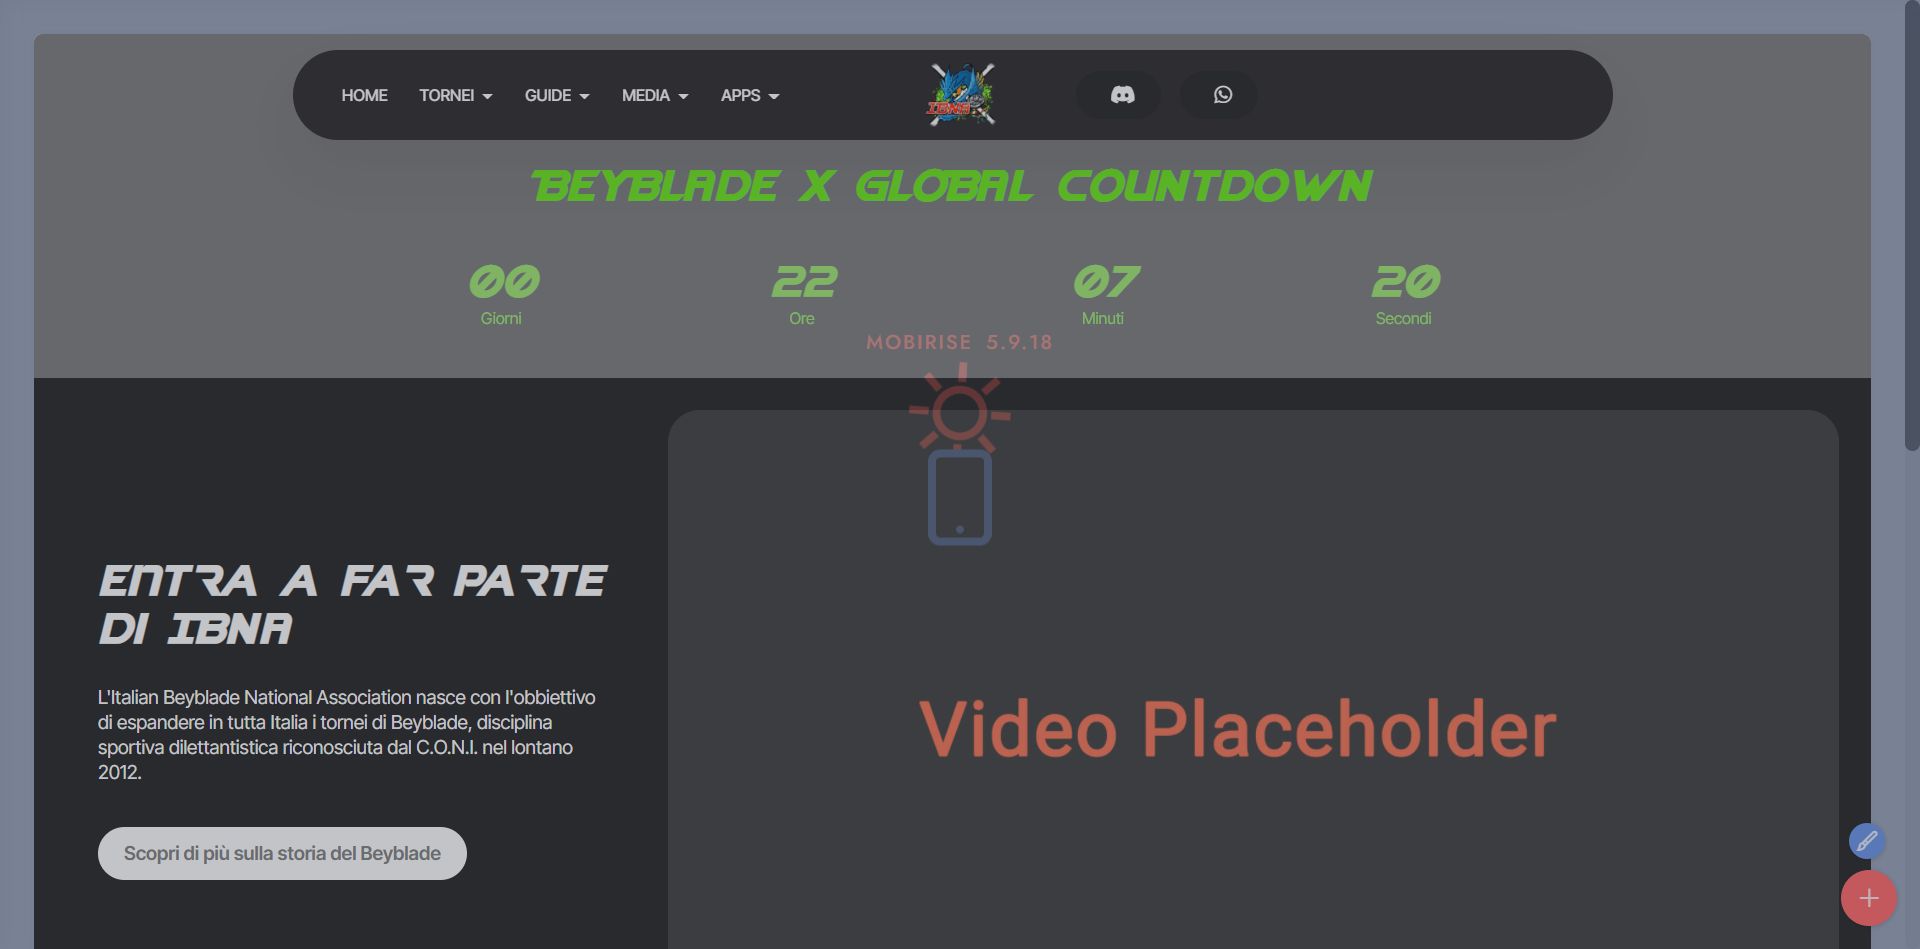 HOME TORNEI GUIDE MEDIA APPS IBNA
BEYBLADE X GLOBAL COUNTDOWN
00 22 07 20
Giorni Ore Minuti Secondi
MOBIRISE 5.9.18
ENTRA A FAR PARTE
DI IBNA
L'Italian Beyblade National Association nasce con l'obbiettivo
di espandere in tutta Italia i tornei di Beyblade, disciplina
sportiva dilettantistica riconosciuta dal C.O.N.I. nel lontano
2012.
Scopri di più sulla storia del Beyblade
Video Placeholder